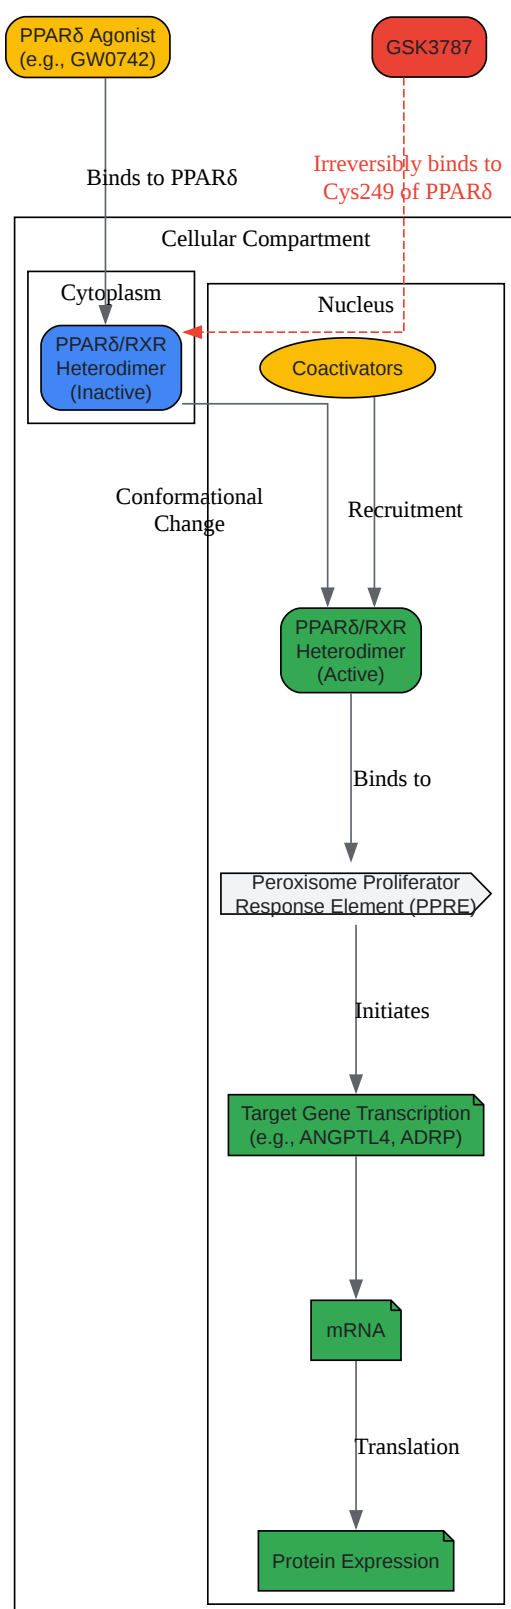 PPARδ Agonist
(e.g., GW0742)
GSK3787
Binds to PPARδ
Irreversibly binds to
Cys249 of PPARδ
Cellular Compartment
Cytoplasm
Nucleus
PPARδ/RXR
Heterodimer
(Inactive)
Coactivators
Conformational
Change
Recruitment
PPARδ/RXR
Heterodimer
(Active)
Binds to
Peroxisome Proliferator
Response Element (PPRE)
Initiates
Target Gene Transcription
(e.g., ANGPTL4, ADRP)
mRNA
Translation
Protein Expression